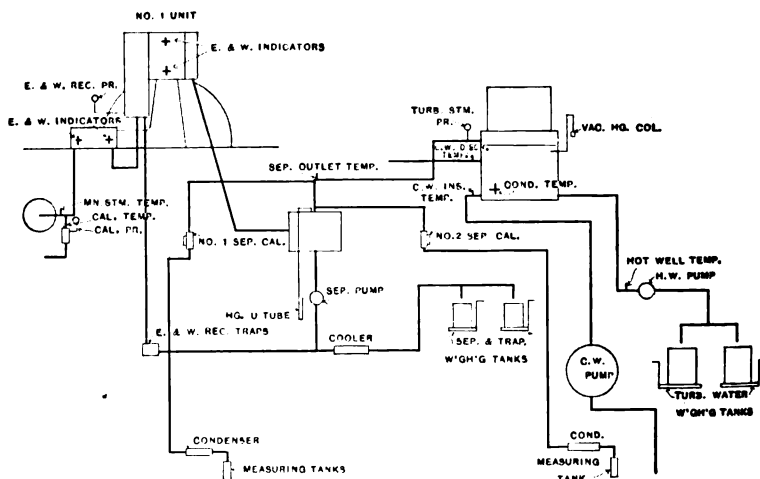 NO. 1 UNIT
E. & W. INDICATORS
E. & W. REC. PR.
E. & W. INDICATORS
TURB. STM.
PR.
VAC. HG. COL.
C.W. DISC.
TEMP.
SEP. OUTLET TEMP.
C.W. INS.
TEMP.
COND. TEMP.
MN STM. TEMP.
CAL. TEMP.
CAL. PR.
NO. 1 SEP. CAL.
NO. 2 SEP. CAL.
HOT WELL TEMP.
H.W. PUMP
SEP. PUMP
HG. U TUBE
E. & W. REC. TRAPS
COOLER
SEP. & TRAP.
W'GH'G TANKS
C.W.
PUMP
TURB. WATER
W'GH'G TANKS
CONDENSER
MEASURING TANKS
COND.
MEASURING
TANK